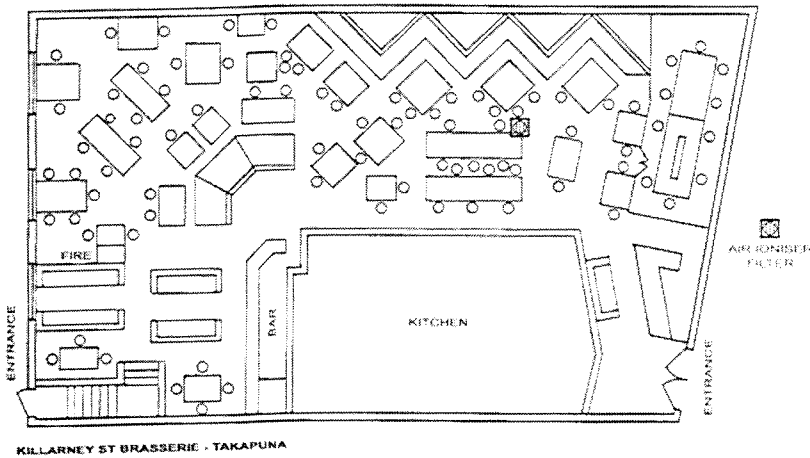 FIRE
AIR IONISER
FILTER
BAR
KITCHEN
ENTRANCE
ENTRANCE
KILLARNEY ST BRASSERIE - TAKAPUNA